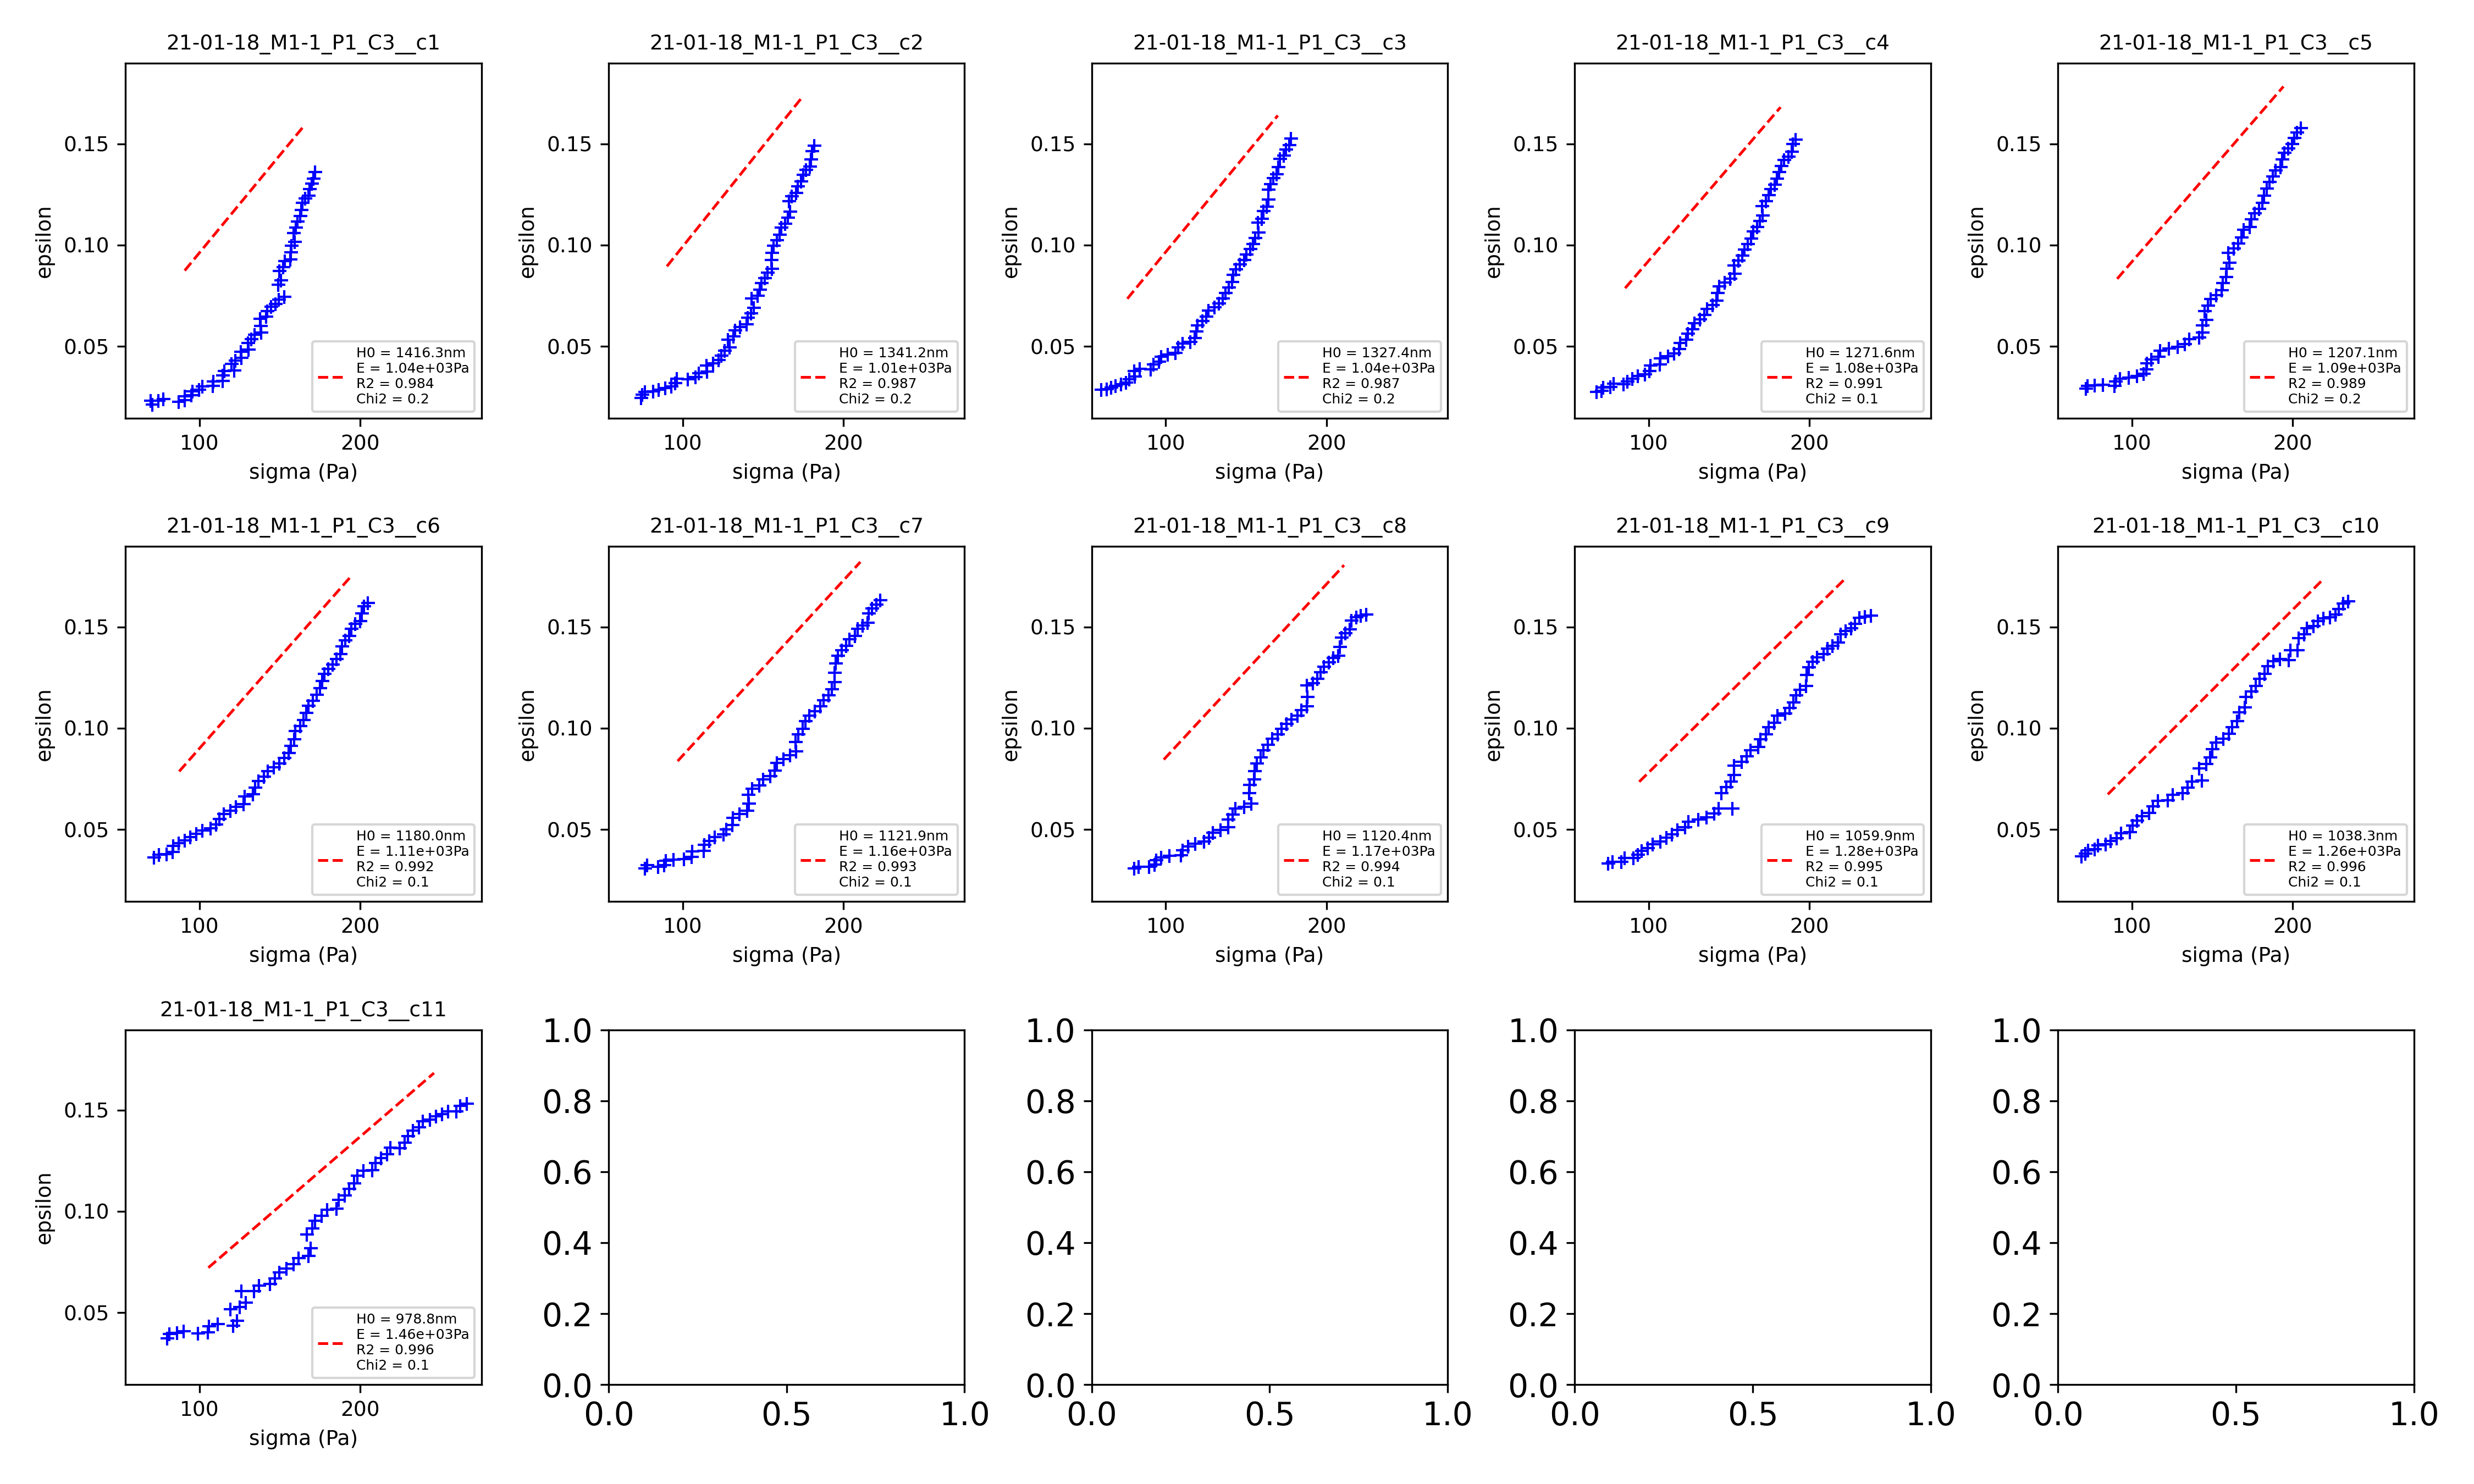 21-01-18_M1-1_P1_C3__c1
0.15
0.10
0.05
epsilon
H0 = 1416.3nm
E = 1.04e+03Pa
R2 = 0.984
Chi2 = 0.2
100
200
sigma (Pa)
21-01-18_M1-1_P1_C3__c2
0.15
0.10
0.05
epsilon
H0 = 1341.2nm
E = 1.01e+03Pa
R2 = 0.987
Chi2 = 0.2
100
200
sigma (Pa)
21-01-18_M1-1_P1_C3__c3
0.15
0.10
0.05
epsilon
H0 = 1327.4nm
E = 1.04e+03Pa
R2 = 0.987
Chi2 = 0.2
100
200
sigma (Pa)
21-01-18_M1-1_P1_C3__c4
0.15
0.10
0.05
epsilon
H0 = 1271.6nm
E = 1.08e+03Pa
R2 = 0.991
Chi2 = 0.1
100
200
sigma (Pa)
21-01-18_M1-1_P1_C3__c5
0.15
0.10
0.05
epsilon
H0 = 1207.1nm
E = 1.09e+03Pa
R2 = 0.989
Chi2 = 0.2
100
200
sigma (Pa)
21-01-18_M1-1_P1_C3__c6
0.15
0.10
0.05
epsilon
H0 = 1180.0nm
E = 1.11e+03Pa
R2 = 0.992
Chi2 = 0.1
100
200
sigma (Pa)
21-01-18_M1-1_P1_C3__c7
0.15
0.10
0.05
epsilon
H0 = 1121.9nm
E = 1.16e+03Pa
R2 = 0.993
Chi2 = 0.1
100
200
sigma (Pa)
21-01-18_M1-1_P1_C3__c8
0.15
0.10
0.05
epsilon
H0 = 1120.4nm
E = 1.17e+03Pa
R2 = 0.994
Chi2 = 0.1
100
200
sigma (Pa)
21-01-18_M1-1_P1_C3__c9
0.15
0.10
0.05
epsilon
H0 = 1059.9nm
E = 1.28e+03Pa
R2 = 0.995
Chi2 = 0.1
100
200
sigma (Pa)
21-01-18_M1-1_P1_C3__c10
0.15
0.10
0.05
epsilon
H0 = 1038.3nm
E = 1.26e+03Pa
R2 = 0.996
Chi2 = 0.1
100
200
sigma (Pa)
21-01-18_M1-1_P1_C3__c11
0.15
0.10
0.05
epsilon
H0 = 978.8nm
E = 1.46e+03Pa
R2 = 0.996
Chi2 = 0.1
100
200
sigma (Pa)
1.0
0.8
0.6
0.4
0.2
0.0
0.0
0.5
1.0
1.0
0.8
0.6
0.4
0.2
0.0
0.0
0.5
1.0
1.0
0.8
0.6
0.4
0.2
0.0
0.0
0.5
1.0
1.0
0.8
0.6
0.4
0.2
0.0
0.0
0.5
1.0